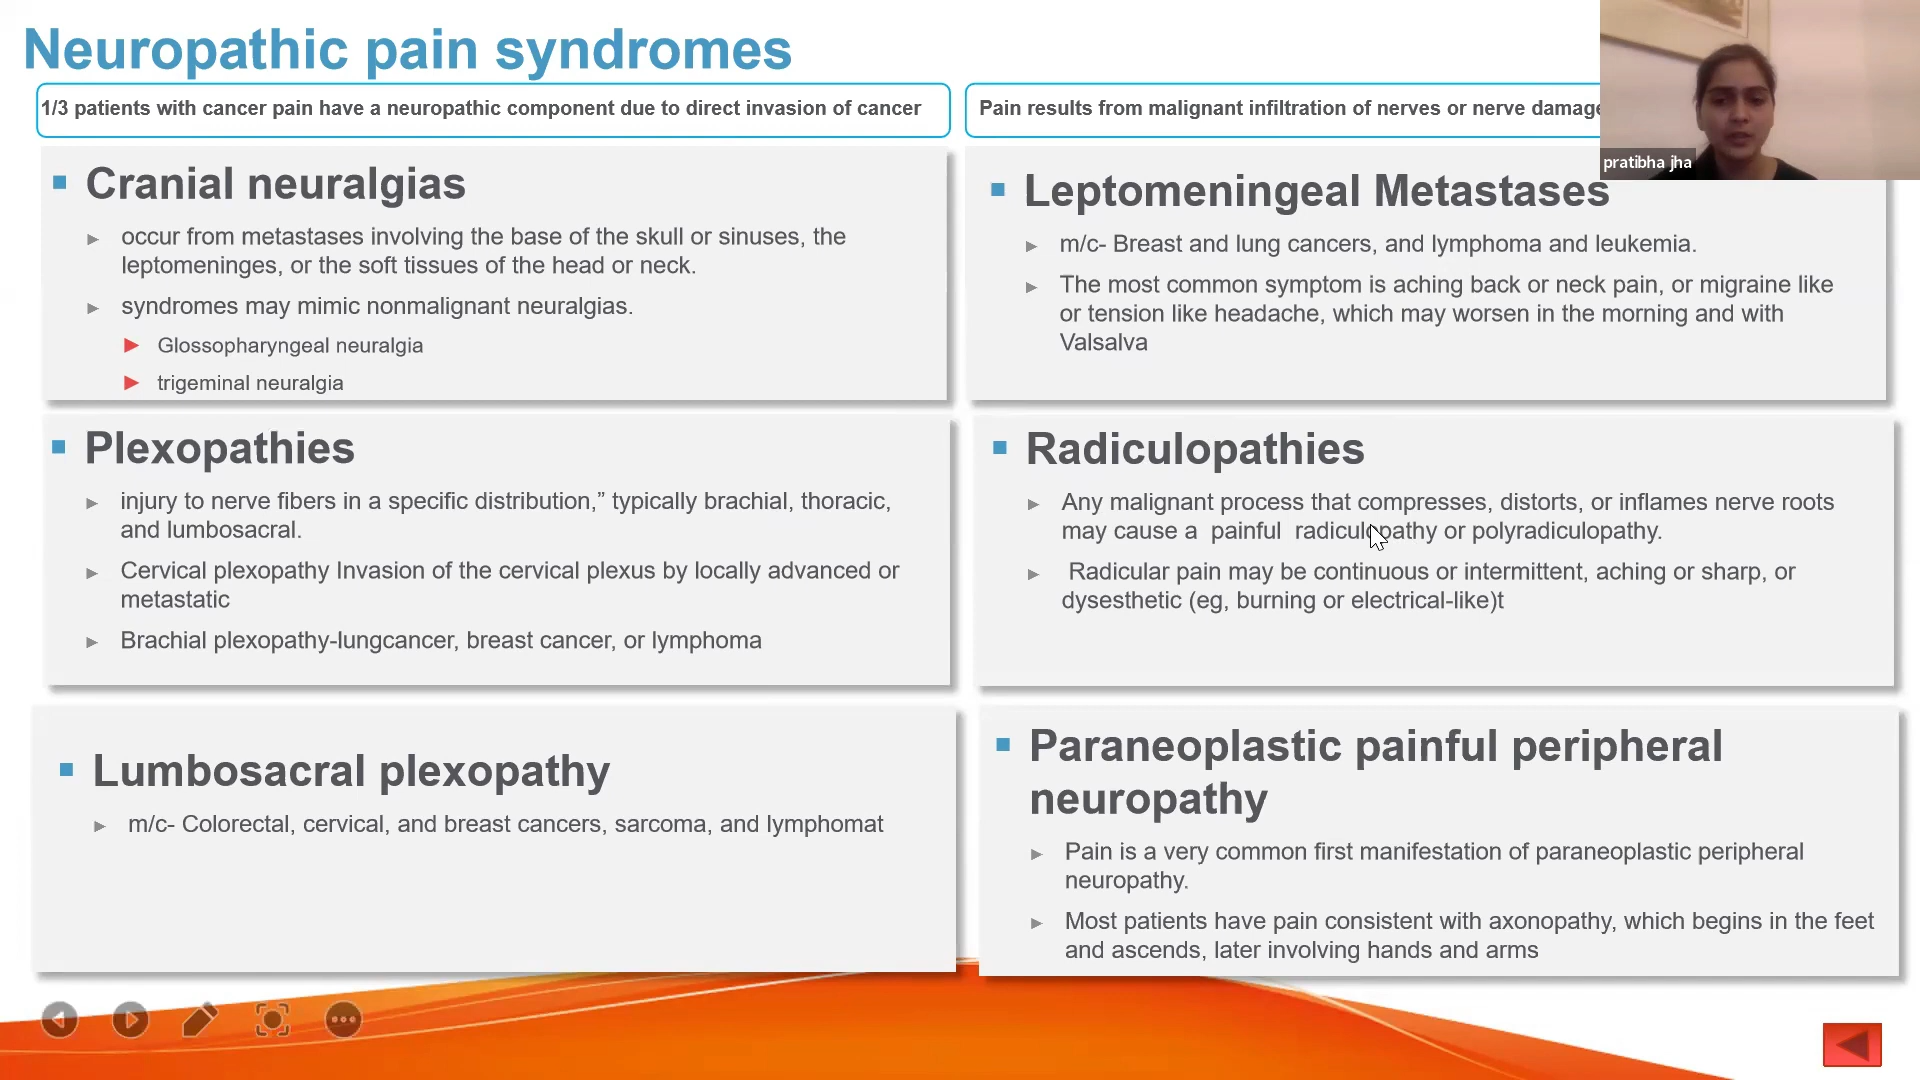 Neuropathic pain syndromes
1/3 patients with cancer pain have a neuropathic component due to direct invasion of cancer
Pain results from malignant infiltration of nerves or nerve damage
pratibha jha
Cranial neuralgias
occur from metastases involving the base of the skull or sinuses, the
leptomeninges, or the soft tissues of the head or neck.
syndromes may mimic nonmalignant neuralgias.
Glossopharyngeal neuralgia
trigeminal neuralgia
Leptomeningeal Metastases
m/c- Breast and lung cancers, and lymphoma and leukemia.
The most common symptom is aching back or neck pain, or migraine like
or tension like headache, which may worsen in the morning and with
Valsalva
Plexopathies
injury to nerve fibers in a specific distribution,” typically brachial, thoracic,
and lumbosacral.
Cervical plexopathy Invasion of the cervical plexus by locally advanced or
metastatic
Brachial plexopathy-lungcancer, breast cancer, or lymphoma
Radiculopathies
Any malignant process that compresses, distorts, or inflames nerve roots
may cause a  painful  radiculopathy or polyradiculopathy.
Radicular pain may be continuous or intermittent, aching or sharp, or
dysesthetic (eg, burning or electrical-like)t
Lumbosacral plexopathy
m/c- Colorectal, cervical, and breast cancers, sarcoma, and lymphomat
Paraneoplastic painful peripheral
neuropathy
Pain is a very common first manifestation of paraneoplastic peripheral
neuropathy.
Most patients have pain consistent with axonopathy, which begins in the feet
and ascends, later involving hands and arms